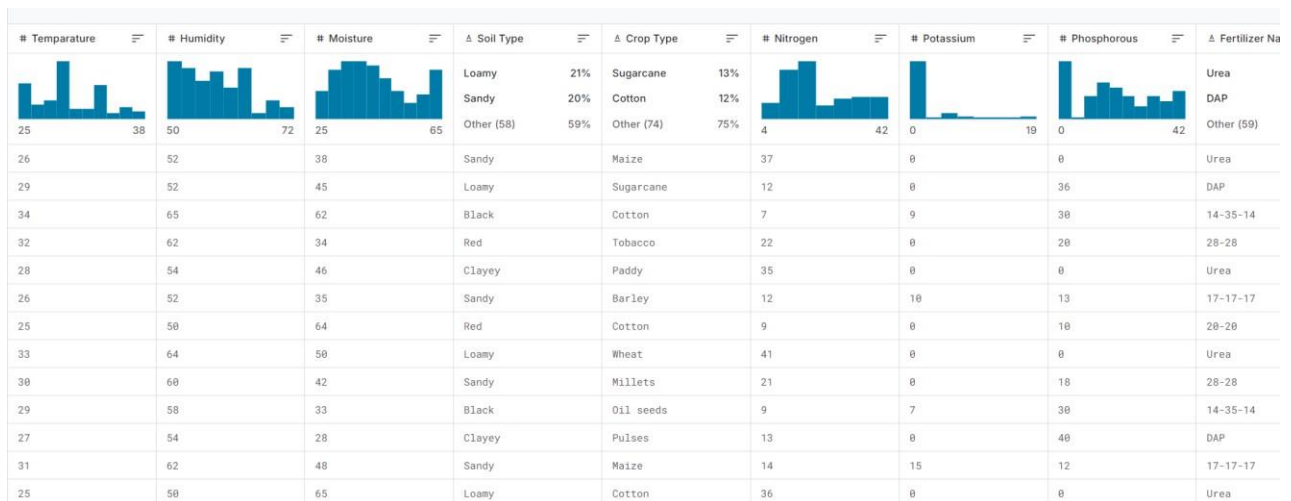 # Temparature # Humidity # Moisture A Soil Type A Crop Type # Nitrogen # Potassium # Phosphorous A Fertilizer Na
Loamy 21% Sugarcane 13% Urea
Sandy 20% Cotton 12% DAP
Other (58) 59% Other (74) 75% Other (59)
25 38 50 72 25 65 4 42 0 19 0 42
26 52 38 Sandy Maize 37 0 0 Urea
29 52 45 Loamy Sugarcane 12 0 36 DAP
34 65 62 Black Cotton 7 9 30 14-35-14
32 62 34 Red Tobacco 22 0 20 28-28
28 54 46 Clayey Paddy 35 0 0 Urea
26 52 35 Sandy Barley 12 10 13 17-17-17
25 50 64 Red Cotton 9 0 10 20-20
33 64 50 Loamy Wheat 41 0 0 Urea
30 60 42 Sandy Millets 21 0 18 28-28
29 58 33 Black Oil seeds 9 7 30 14-35-14
27 54 28 Clayey Pulses 13 0 40 DAP
31 62 48 Sandy Maize 14 15 12 17-17-17
25 50 65 Loamy Cotton 36 0 0 Urea